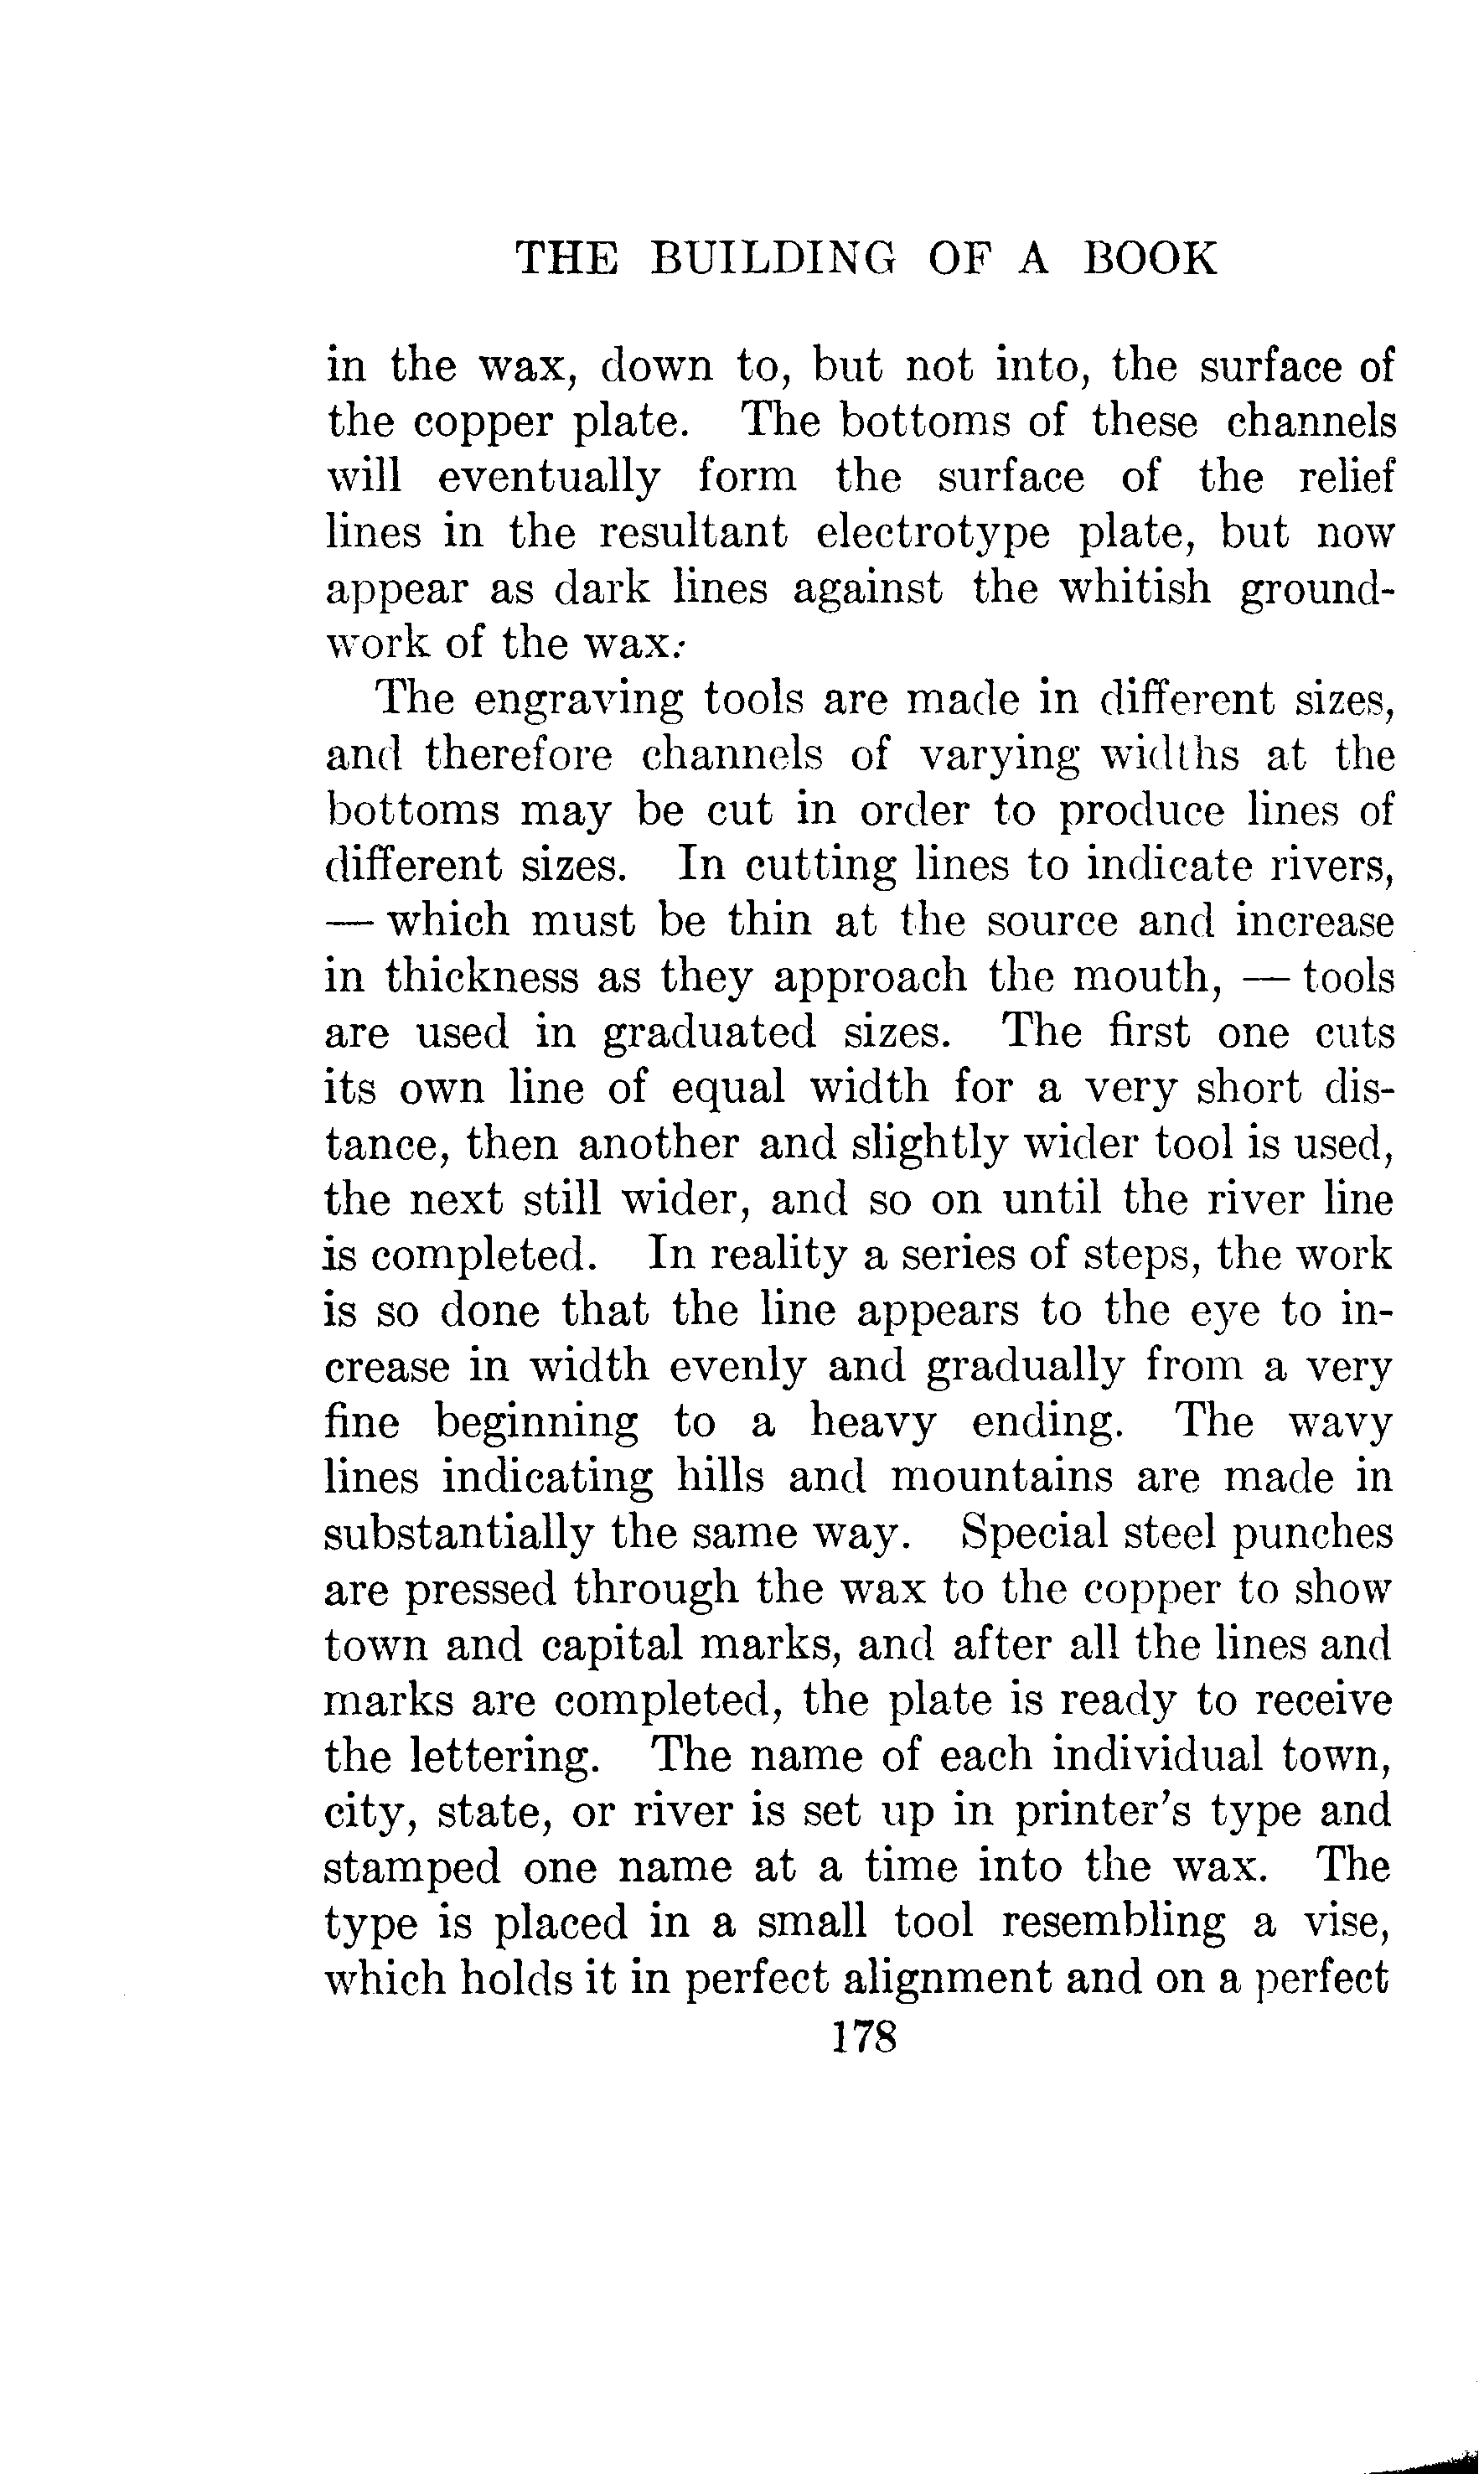 THE BUILDING OF A BOOK
in the wax, down to, but not into, the surface of
the copper plate. The bottoms of these channels
will eventually form the surface of the relief
lines in the resultant electrotype plate, but now
appear as dark lines against the whitish ground-
work of the wax.
The engraving tools are made in different sizes,
and therefore channels of varying widths at the
bottoms may be cut in order to produce lines of
different sizes. In cutting lines to indicate rivers,
— which must be thin at the source and increase
in thickness as they approach the mouth, — tools
are used in graduated sizes. The first one cuts
its own line of equal width for a very short dis-
tance, then another and slightly wider tool is used,
the next still wider, and so on until the river line
is completed. In reality a series of steps, the work
is so done that the line appears to the eye to in-
crease in width evenly and gradually from a very
fine beginning to a heavy ending. The wavy
lines indicating hills and mountains are made in
substantially the same way. Special steel punches
are pressed through the wax to the copper to show
town and capital marks, and after all the lines and
marks are completed, the plate is ready to receive
the lettering. The name of each individual town,
city, state, or river is set up in printer's type and
stamped one name at a time into the wax. The
type is placed in a small tool resembling a vise,
which holds it in perfect alignment and on a perfect
178